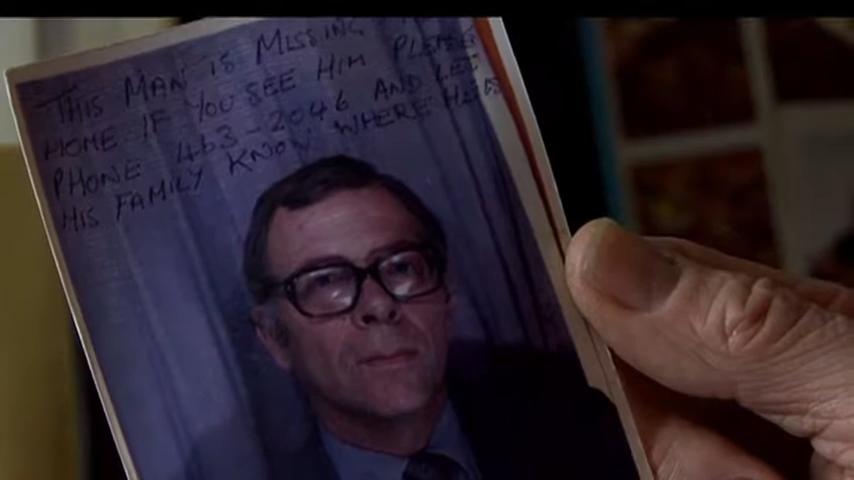 THIS MAN IS MISSING
HOME IF YOU SEE HIM PLEASE
PHONE 463-2046 AND LET
HIS FAMILY KNOW WHERE HE IS